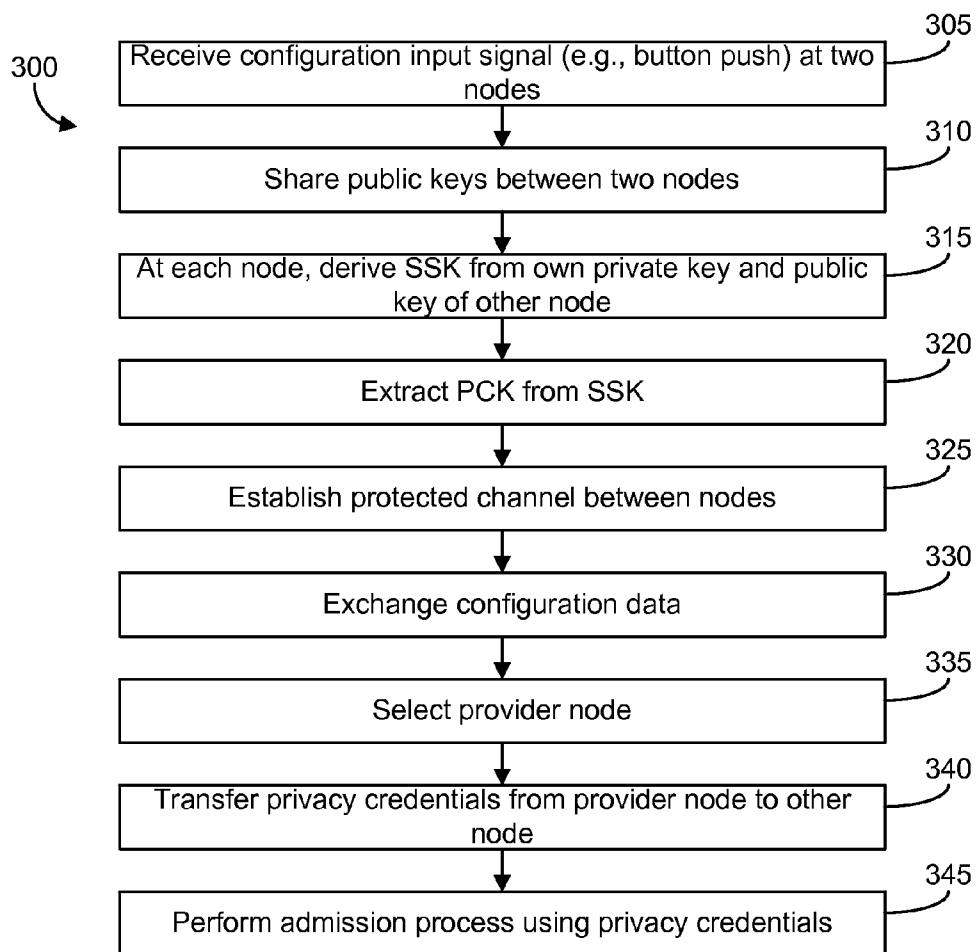 300
305
Receive configuration input signal (e.g., button push) at two
nodes
310
Share public keys between two nodes
315
At each node, derive SSK from own private key and public
key of other node
320
Extract PCK from SSK
325
Establish protected channel between nodes
330
Exchange configuration data
335
Select provider node
340
Transfer privacy credentials from provider node to other
node
345
Perform admission process using privacy credentials